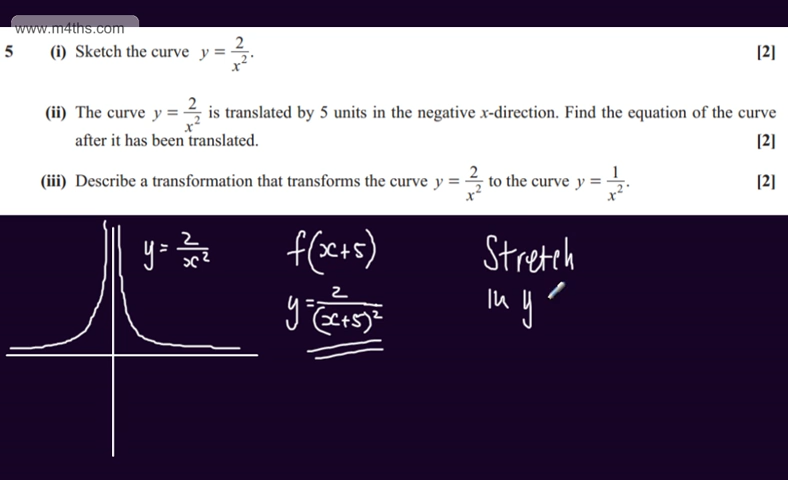 www.m4ths.com
5 (i) Sketch the curve y = 2/x². [2]
(ii) The curve y = 2/x² is translated by 5 units in the negative x-direction. Find the equation of the curve
after it has been translated. [2]
(iii) Describe a transformation that transforms the curve y = 2/x² to the curve y = 1/x². [2]
y = 2/x²
f(x+5)
y = 2/(x+5)²
Stretch
in y